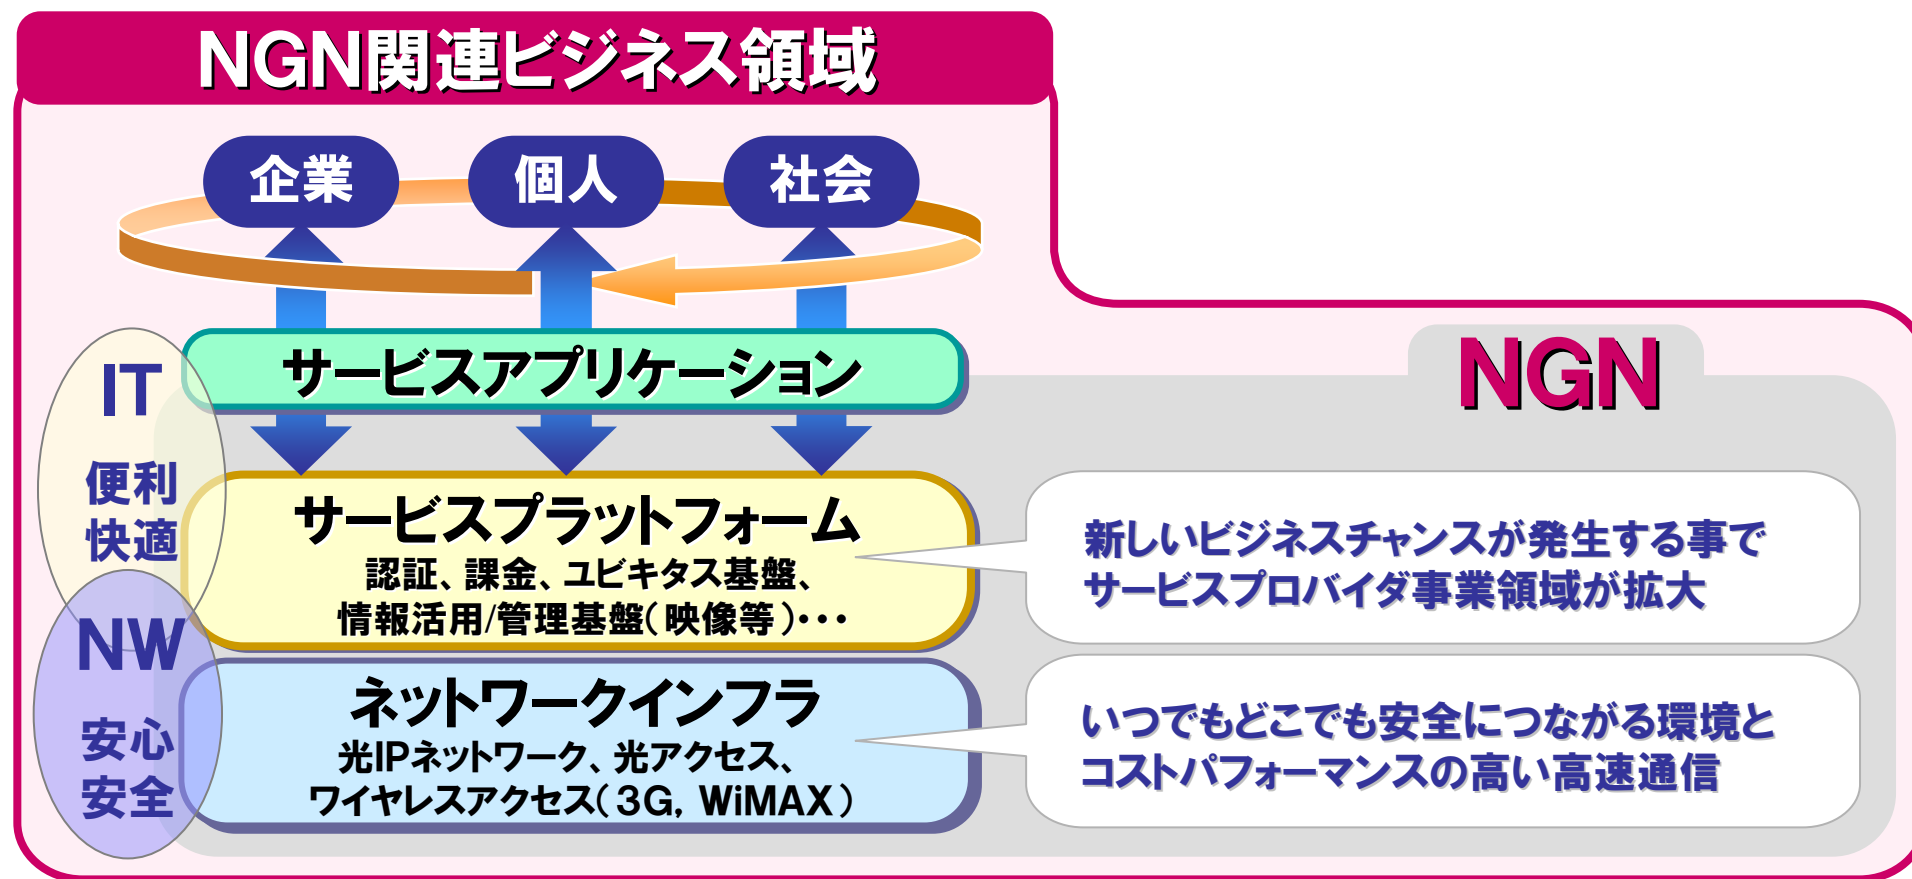 NGN関連ビジネス領域
企業
個人
社会
サービスアプリケーション
NGN
IT
便利
快適
サービスプラットフォーム
認証、課金、ユビキタス基盤、
情報活用/管理基盤(映像等)・・・
新しいビジネスチャンスが発生する事で
サービスプロバイダ事業領域が拡大
NW
安心
安全
ネットワークインフラ
光IPネットワーク、光アクセス、
ワイヤレスアクセス(3G, WiMAX)
いつでもどこでも安全につながる環境と
コストパフォーマンスの高い高速通信